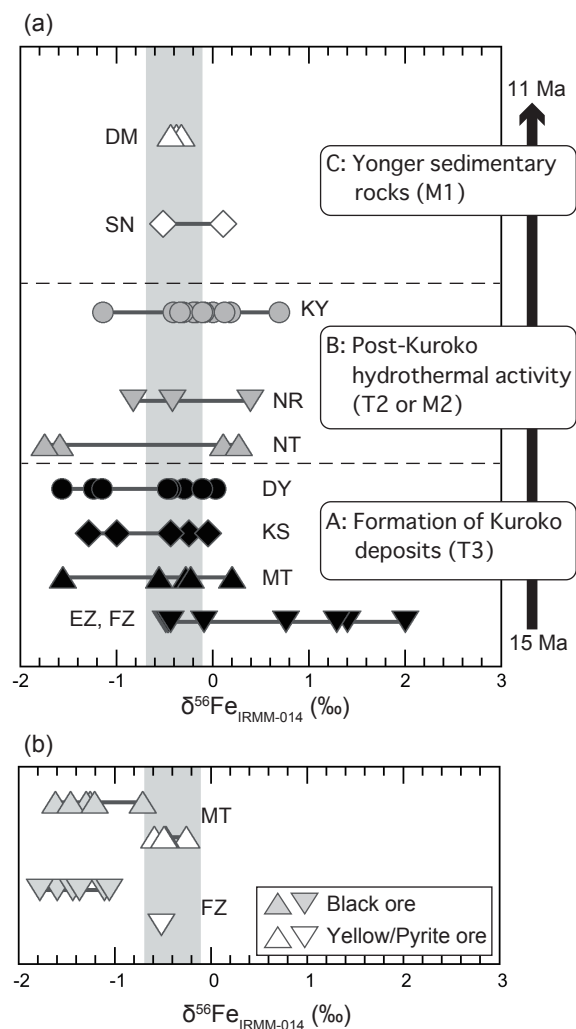 (a)
11 Ma
DM
C: Yonger sedimentary
rocks (M1)
SN
KY
B: Post-Kuroko
hydrothermal activity
(T2 or M2)
NR
NT
DY
KS
A: Formation of Kuroko
deposits (T3)
MT
EZ, FZ
15 Ma
-2 -1 0 1 2 3
δ⁵⁶Fe_IRMM-014 (‰)
(b)
MT
FZ
Black ore
Yellow/Pyrite ore
-2 -1 0 1 2 3
δ⁵⁶Fe_IRMM-014 (‰)